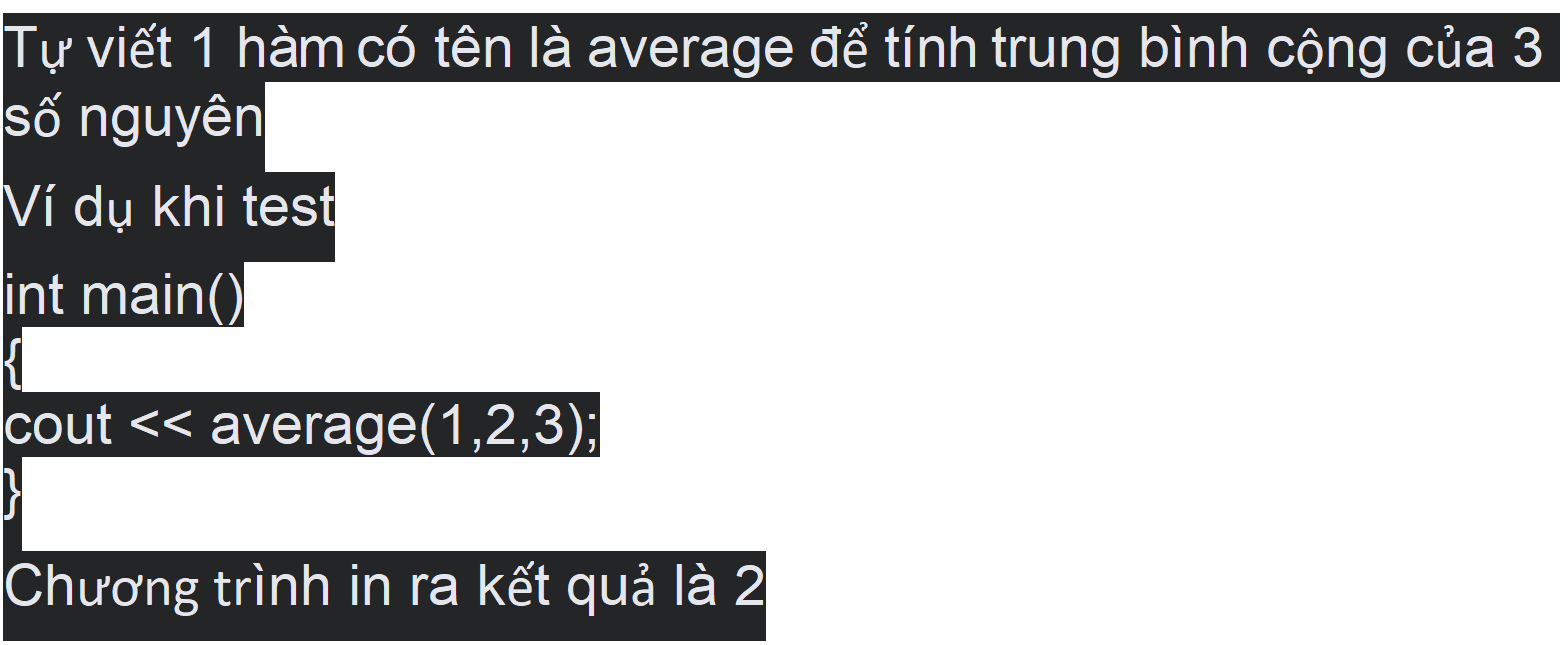 Tự viết 1 hàm có tên là average để tính trung bình cộng của 3
số nguyên
Ví dụ khi test
int main()
{
cout << average(1,2,3);
}
Chương trình in ra kết quả là 2